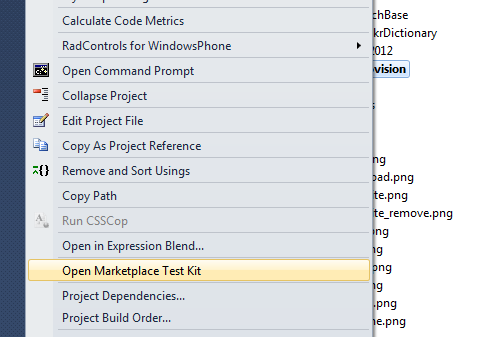 Calculate Code Metrics
RadControls for WindowsPhone
Open Command Prompt
Collapse Project
Edit Project File
Copy As Project Reference
Remove and Sort Usings
Copy Path
Run CSSCop
Open in Expression Blend...
Open Marketplace Test Kit
Project Dependencies...
Project Build Order...
chBase
krDictionary
2012
ovision
s
ng
oad.png
te.png
te_remove.png
ng
ng
ng
.png
ne.png